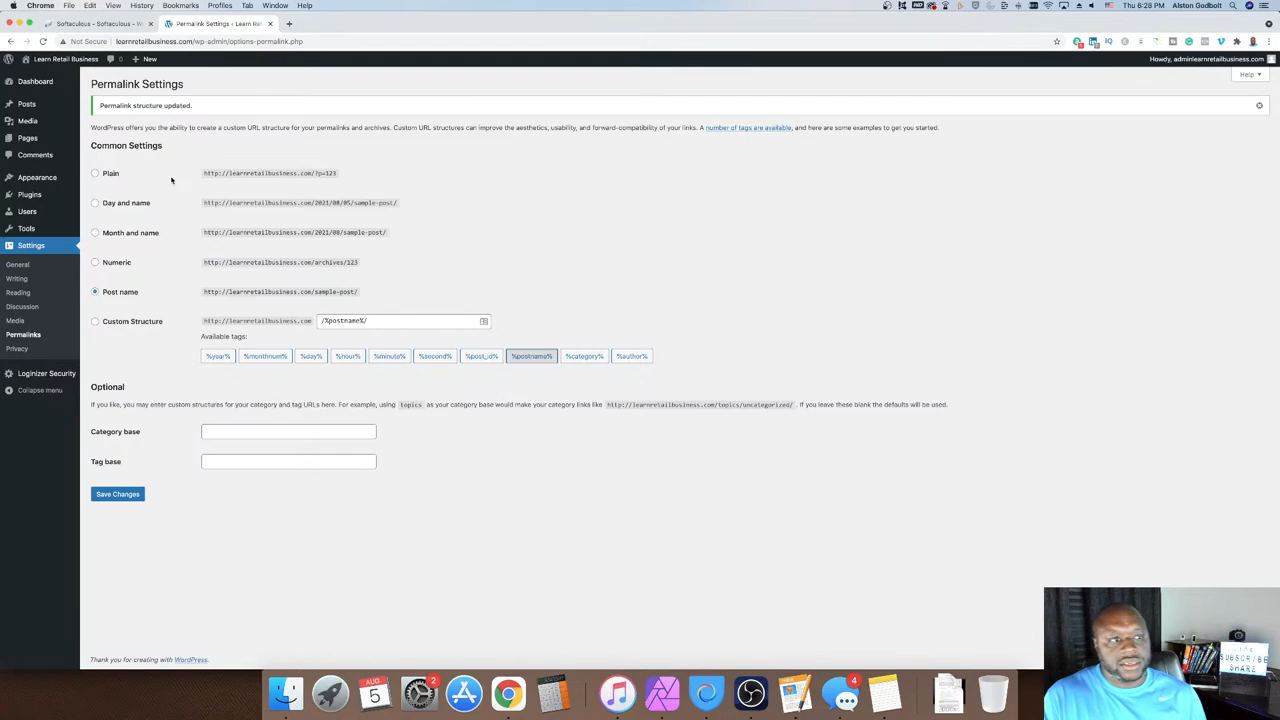 Chrome File Edit View History Bookmarks Profiles Tab Window Help
Thu 6:28 PM Alston Godbolt
Softaculous - Softaculous - W
Permalink Settings ‹ Learn Re
Not Secure | learnretailbusiness.com/wp-admin/options-permalink.php
Learn Retail Business 0 + New
Howdy, adminlearnretailbusiness.com
Help
Dashboard
Posts
Media
Pages
Comments
Appearance
Plugins
Users
Tools
Settings
General
Writing
Reading
Discussion
Media
Permalinks
Privacy
Loginizer Security
Collapse menu
Permalink Settings
Permalink structure updated.
WordPress offers you the ability to create a custom URL structure for your permalinks and archives. Custom URL structures can improve the aesthetics, usability, and forward-compatibility of your links. A number of tags are available, and here are some examples to get you started.
Common Settings
Plain http://learnretailbusiness.com/?p=123
Day and name http://learnretailbusiness.com/2021/08/05/sample-post/
Month and name http://learnretailbusiness.com/2021/08/sample-post/
Numeric http://learnretailbusiness.com/archives/123
Post name http://learnretailbusiness.com/sample-post/
Custom Structure http://learnretailbusiness.com /%postname%/
Available tags:
%year% %monthnum% %day% %hour% %minute% %second% %post_id% %postname% %category% %author%
Optional
If you like, you may enter custom structures for your category and tag URLs here. For example, using topics as your category base would make your category links like http://learnretailbusiness.com/topics/uncategorized/ . If you leave these blank the defaults will be used.
Category base
Tag base
Save Changes
Thank you for creating with WordPress.
AUG
5
2
4
SUBSCRIBE
SHARE